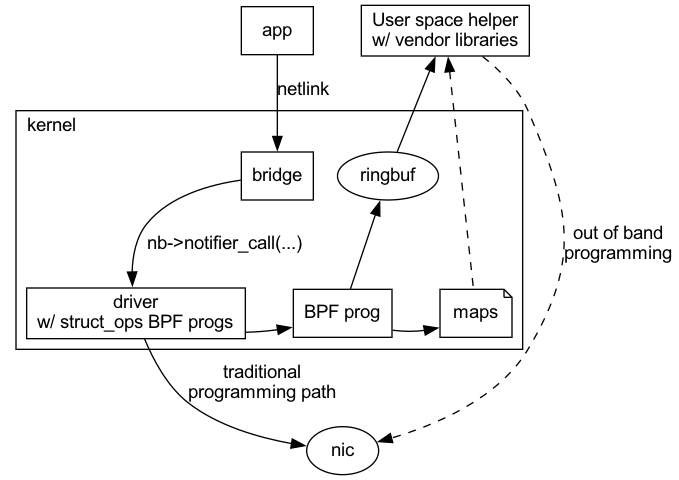 app
User space helper
w/ vendor libraries
netlink
kernel
bridge
ringbuf
nb->notifier_call(...)
out of band
programming
driver
w/ struct_ops BPF progs
BPF prog
maps
traditional
programming path
nic